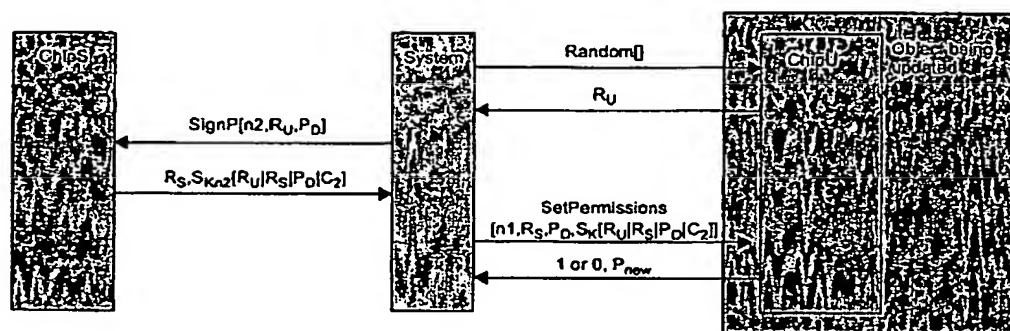 ChipS
System
ChipU
Object being
updated
Random[]
R_U
SignP[n2,R_U,P_D]
R_S,S_Kn2[R_U|R_S|P_D|C_2]
SetPermissions
[n1,R_S,P_D,S_K[R_U|R_S|P_D|C_2]]
1 or 0, P_new